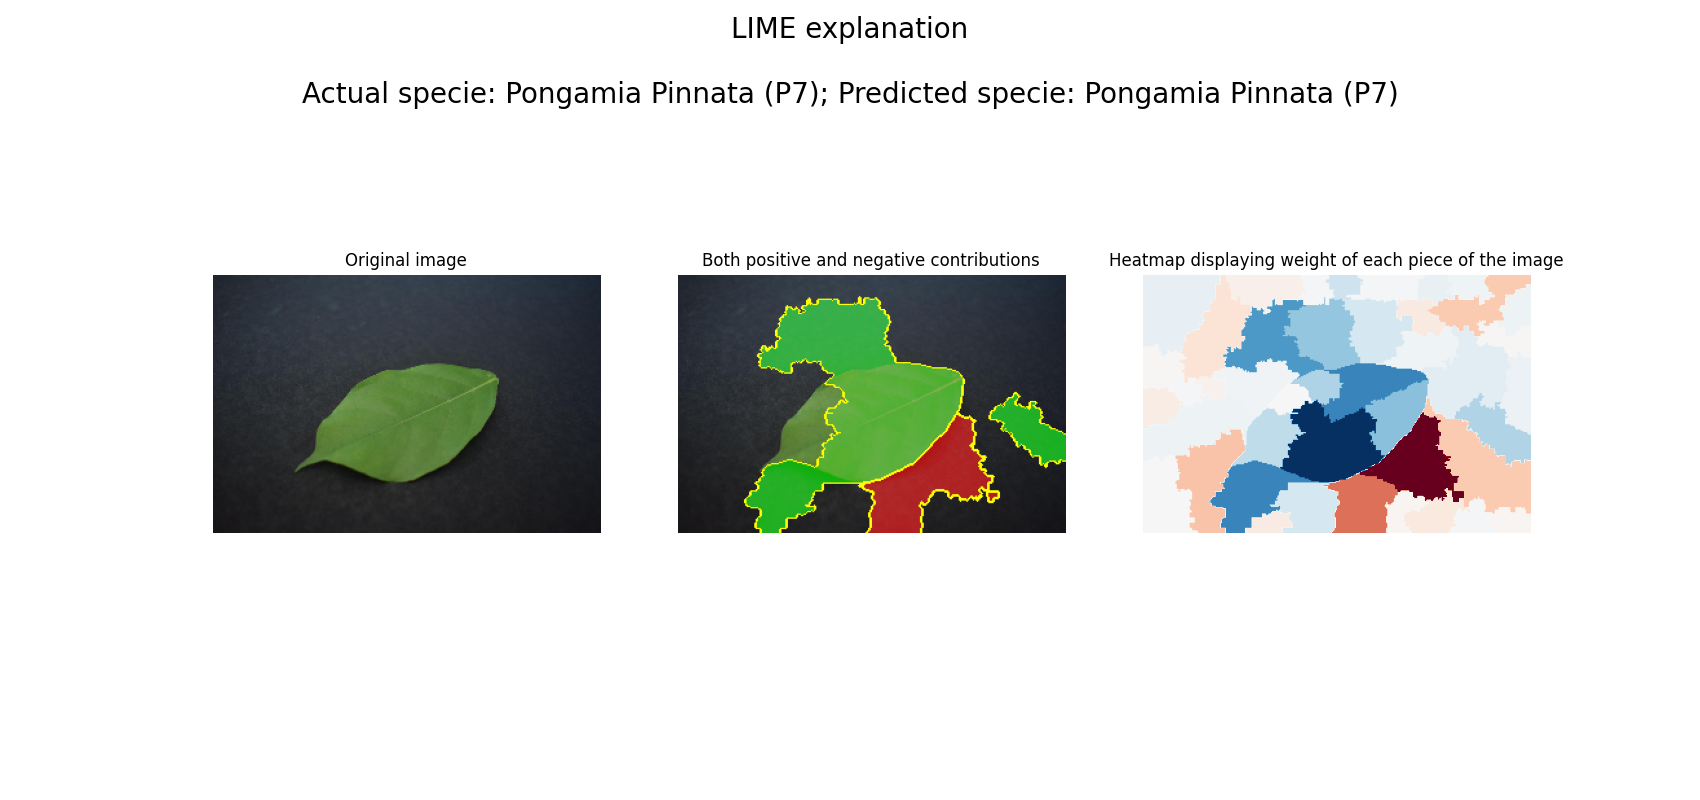 LIME explanation
Actual specie: Pongamia Pinnata (P7); Predicted specie: Pongamia Pinnata (P7)
Original image
Both positive and negative contributions
Heatmap displaying weight of each piece of the image